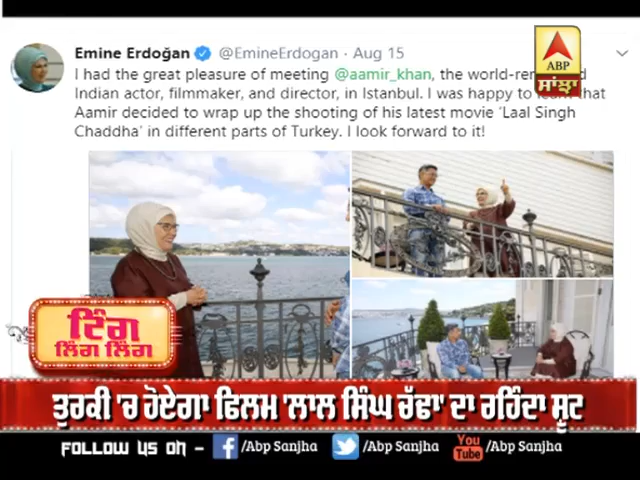 Emine Erdoğan @EmineErdogan · Aug 15
I had the great pleasure of meeting @aamir_khan, the
Indian actor, filmmaker, and director, in Istanbul. I was happy to that
Aamir decided to wrap up the shooting of his latest movie ‘Laal Singh
Chaddha’ in different parts of Turkey. I look forward to it!
ABP
ਸਾਂਝਾ
ਟਿੰਗ
ਲਿੰਗ ਲਿੰਗ
ਤੁਰਕੀ 'ਚ ਹੋਏਗਾ ਫਿਲਮ 'ਲਾਲ ਸਿੰਘ ਚੱਢਾ' ਦਾ ਰਹਿੰਦਾ ਸ਼ੂਟ
FOLLOW US ON - f /Abp Sanjha /Abp Sanjha You Tube /Abp Sanjha